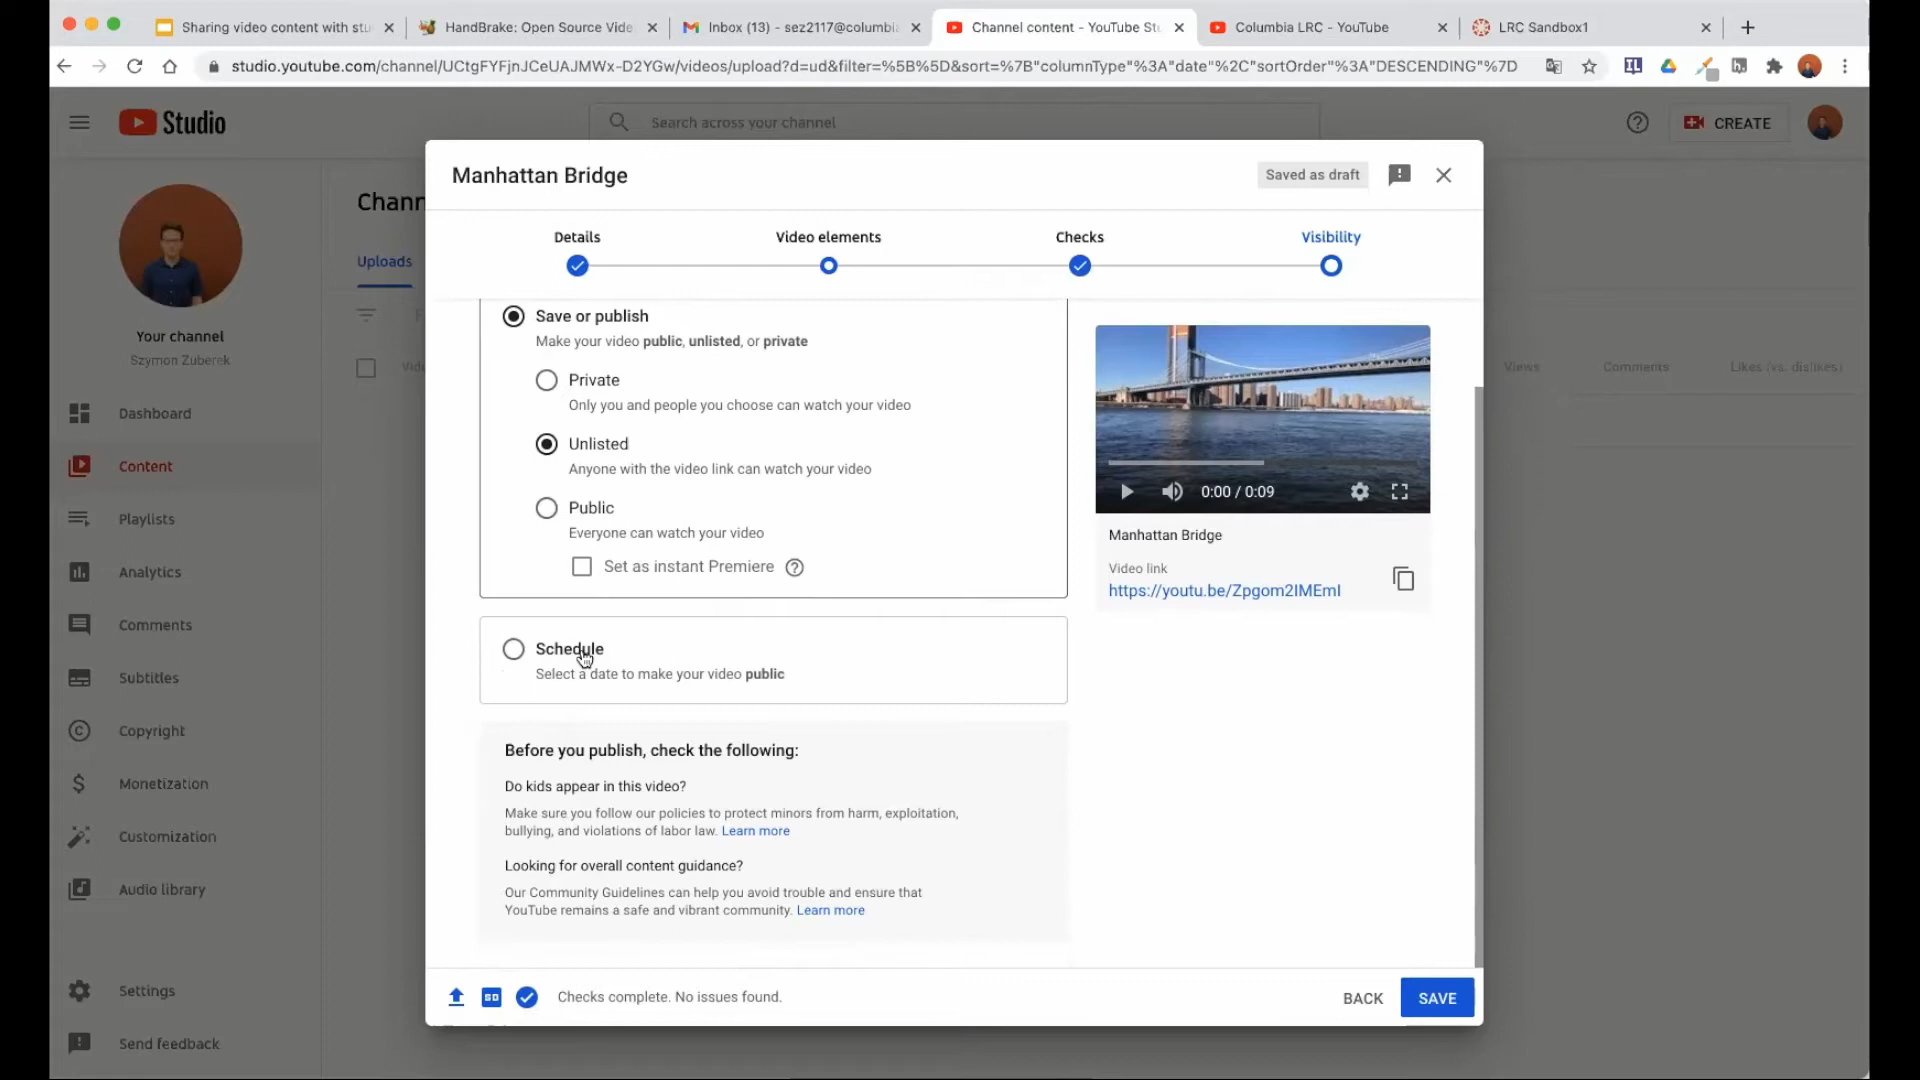 Sharing video content with stu
HandBrake: Open Source Vide
Inbox (13) - sez2117@columbia
Channel content - YouTube Stu
Columbia LRC - YouTube
LRC Sandbox1
studio.youtube.com/channel/UCtgFYFjnJCeUAJMWx-D2YGw/videos/upload?d=ud&filter=%5B%5D&sort=%7B"columnType"%3A"date"%2C"sortOrder"%3A"DESCENDING"%7D
Studio
Search across your channel
CREATE
Manhattan Bridge
Saved as draft
Chann
Details
Video elements
Checks
Visibility
Uploads
Your channel
Szymon Zuberek
Dashboard
Content
Playlists
Analytics
Comments
Subtitles
Copyright
Monetization
Customization
Audio library
Settings
Send feedback
Vide
Save or publish
Make your video public, unlisted, or private
Private
Only you and people you choose can watch your video
Unlisted
Anyone with the video link can watch your video
Public
Everyone can watch your video
Set as instant Premiere
Schedule
Select a date to make your video public
Before you publish, check the following:
Do kids appear in this video?
Make sure you follow our policies to protect minors from harm, exploitation,
bullying, and violations of labor law. Learn more
Looking for overall content guidance?
Our Community Guidelines can help you avoid trouble and ensure that
YouTube remains a safe and vibrant community. Learn more
0:00 / 0:09
Manhattan Bridge
Video link
https://youtu.be/Zpgom2IMEmI
Views
Comments
Likes (vs. dislikes)
SD
Checks complete. No issues found.
BACK
SAVE